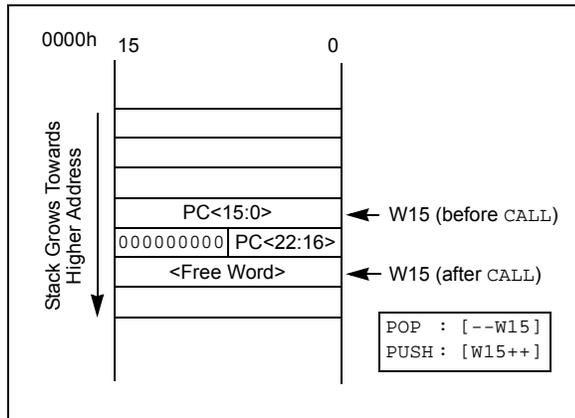 0000h
15
0
Stack Grows Towards
Higher Address
PC<15:0>
W15 (before CALL)
000000000
PC<22:16>
<Free Word>
W15 (after CALL)
POP : [--W15]
PUSH : [W15++]